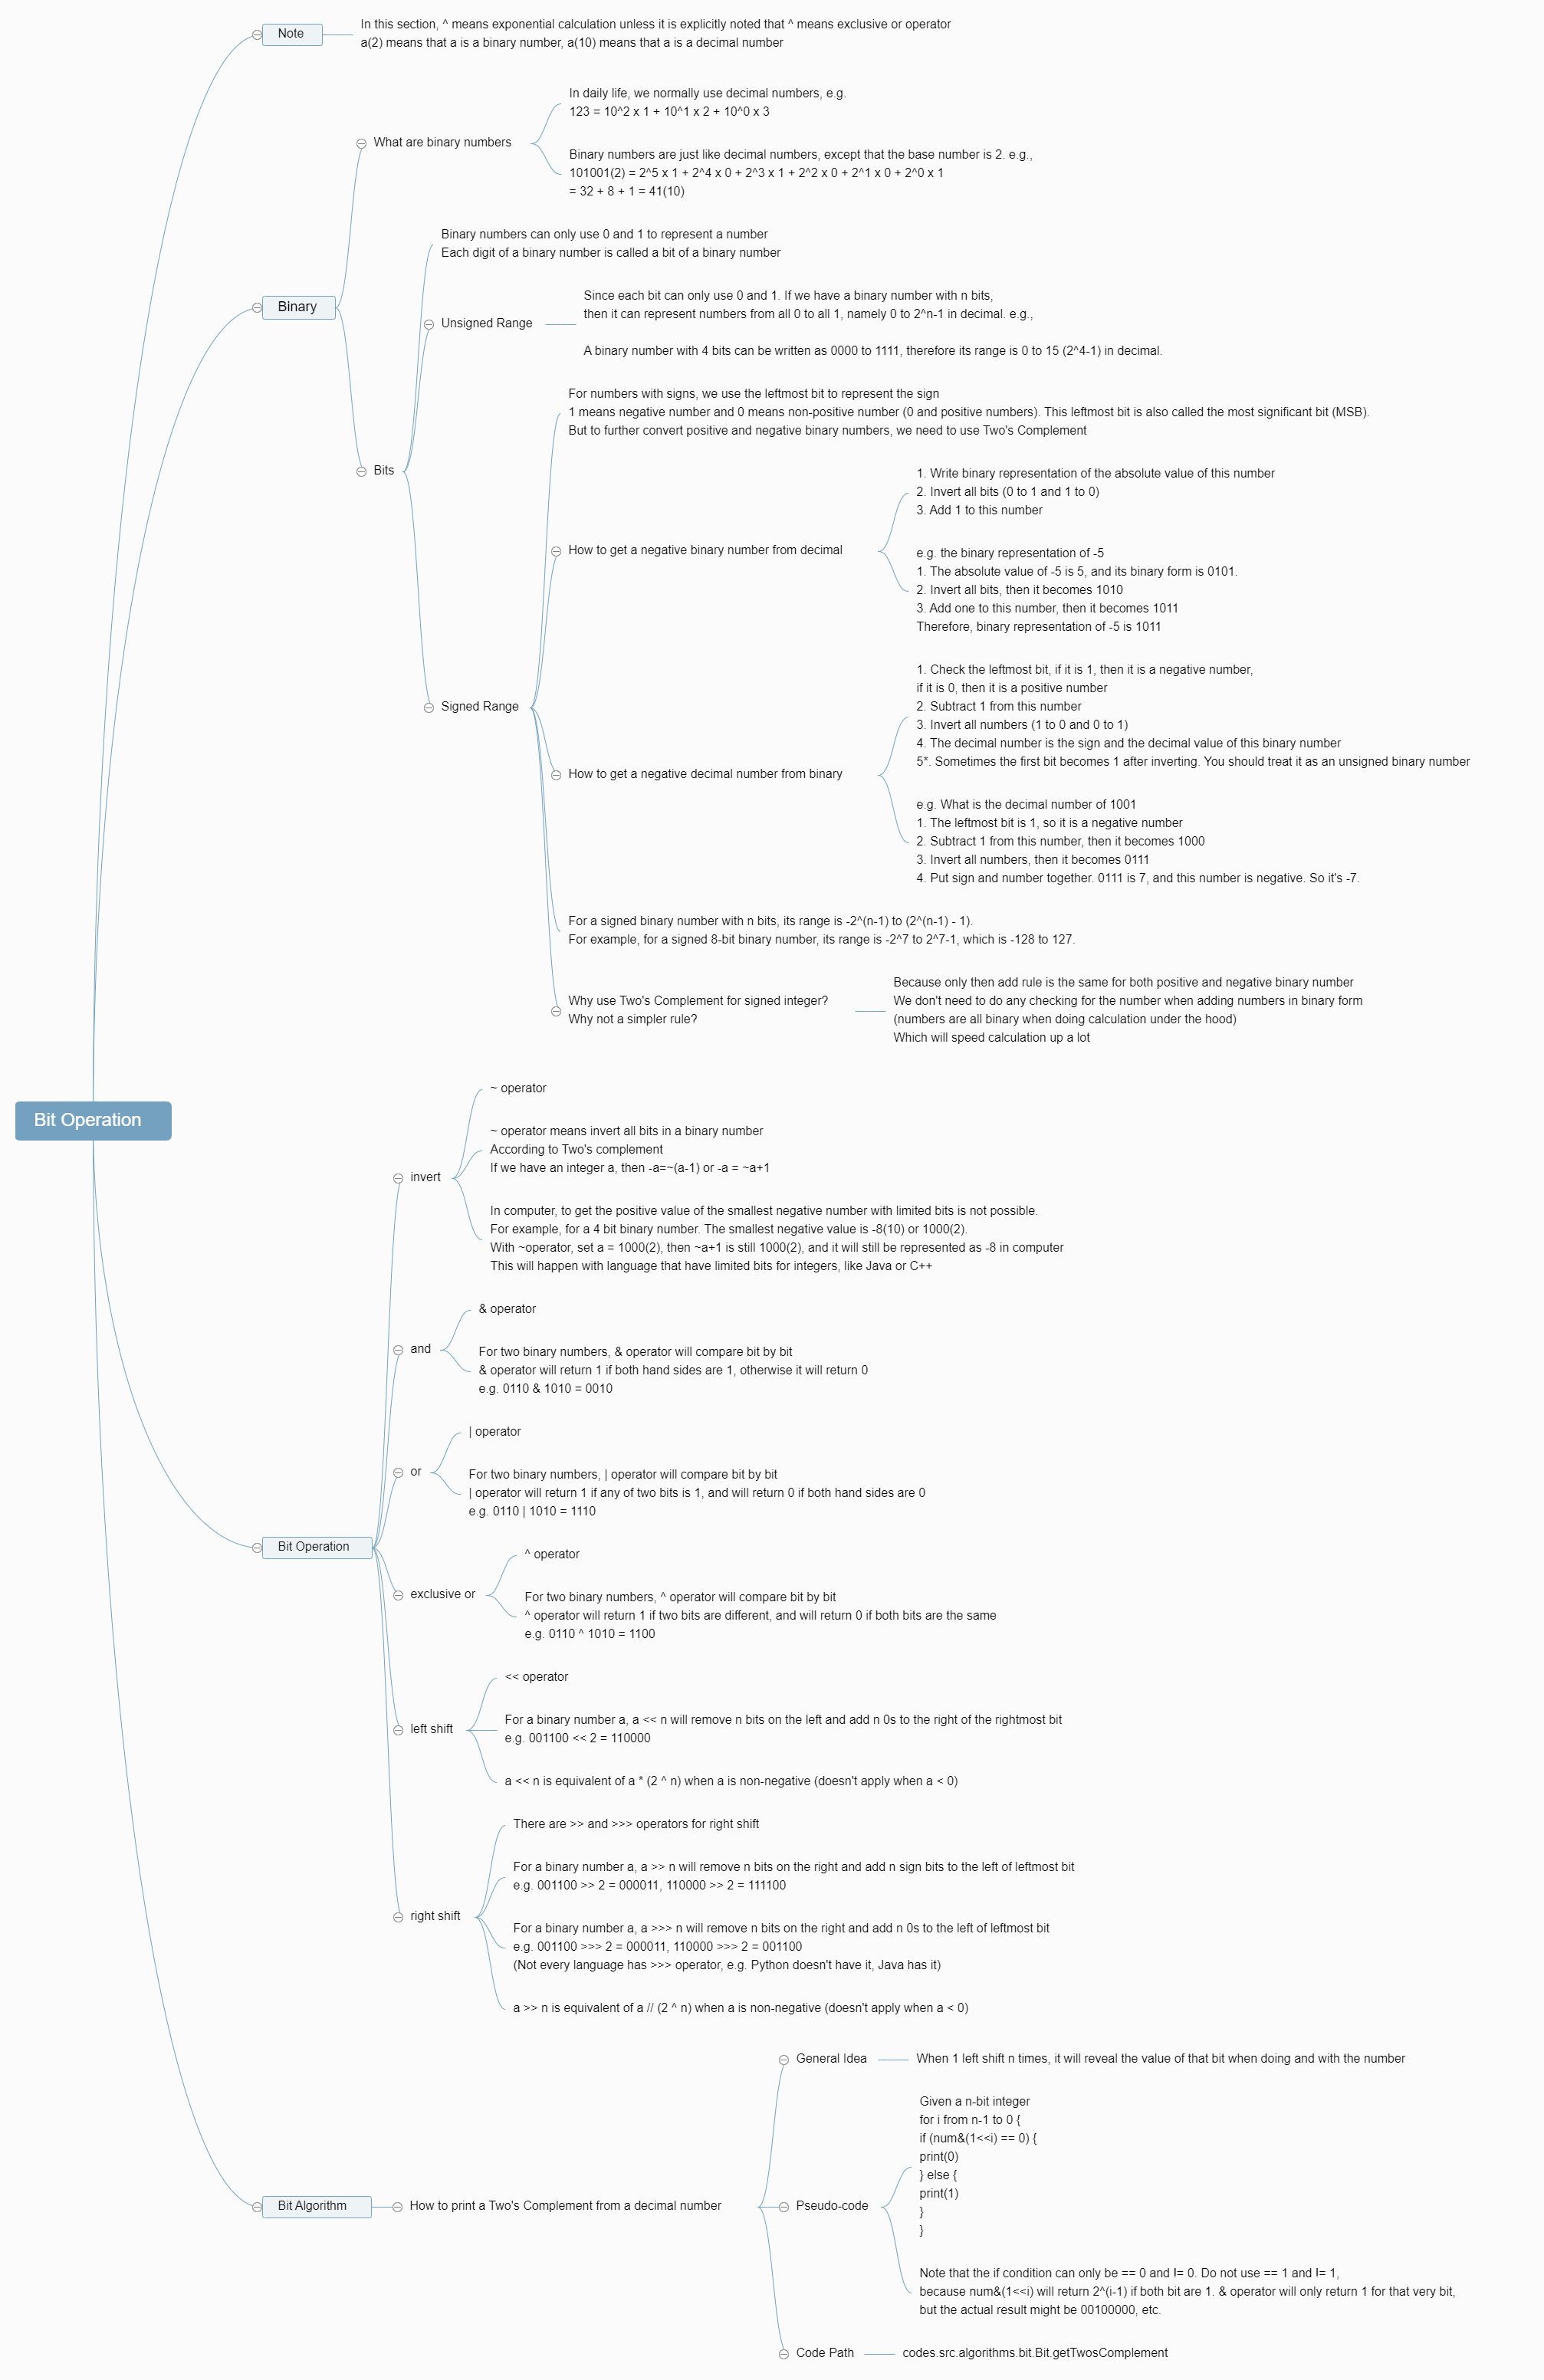 Note
In this section, ^ means exponential calculation unless it is explicitly noted that ^ means exclusive or operator
a(2) means that a is a binary number, a(10) means that a is a decimal number
Binary
What are binary numbers
In daily life, we normally use decimal numbers, e.g.
123 = 10^2 x 1 + 10^1 x 2 + 10^0 x 3
Binary numbers are just like decimal numbers, except that the base number is 2. e.g.,
101001(2) = 2^5 x 1 + 2^4 x 0 + 2^3 x 1 + 2^2 x 0 + 2^1 x 0 + 2^0 x 1
= 32 + 8 + 1 = 41(10)
Bits
Binary numbers can only use 0 and 1 to represent a number
Each digit of a binary number is called a bit of a binary number
Unsigned Range
Since each bit can only use 0 and 1. If we have a binary number with n bits,
then it can represent numbers from all 0 to all 1, namely 0 to 2^n-1 in decimal. e.g.,
A binary number with 4 bits can be written as 0000 to 1111, therefore its range is 0 to 15 (2^4-1) in decimal.
Signed Range
For numbers with signs, we use the leftmost bit to represent the sign
1 means negative number and 0 means non-positive number (0 and positive numbers). This leftmost bit is also called the most significant bit (MSB).
But to further convert positive and negative binary numbers, we need to use Two's Complement
How to get a negative binary number from decimal
1. Write binary representation of the absolute value of this number
2. Invert all bits (0 to 1 and 1 to 0)
3. Add 1 to this number
e.g. the binary representation of -5
1. The absolute value of -5 is 5, and its binary form is 0101.
2. Invert all bits, then it becomes 1010
3. Add one to this number, then it becomes 1011
Therefore, binary representation of -5 is 1011
How to get a negative decimal number from binary
1. Check the leftmost bit, if it is 1, then it is a negative number,
if it is 0, then it is a positive number
2. Subtract 1 from this number
3. Invert all numbers (1 to 0 and 0 to 1)
4. The decimal number is the sign and the decimal value of this binary number
5*. Sometimes the first bit becomes 1 after inverting. You should treat it as an unsigned binary number
e.g. What is the decimal number of 1001
1. The leftmost bit is 1, so it is a negative number
2. Subtract 1 from this number, then it becomes 1000
3. Invert all numbers, then it becomes 0111
4. Put sign and number together. 0111 is 7, and this number is negative. So it's -7.
For a signed binary number with n bits, its range is -2^(n-1) to (2^(n-1) - 1).
For example, for a signed 8-bit binary number, its range is -2^7 to 2^7-1, which is -128 to 127.
Why use Two's Complement for signed integer?
Why not a simpler rule?
Because only then add rule is the same for both positive and negative binary number
We don't need to do any checking for the number when adding numbers in binary form
(numbers are all binary when doing calculation under the hood)
Which will speed calculation up a lot
Bit Operation
Bit Operation
invert
~ operator
~ operator means invert all bits in a binary number
According to Two's complement
If we have an integer a, then -a=~(a-1) or -a = ~a+1
In computer, to get the positive value of the smallest negative number with limited bits is not possible.
For example, for a 4 bit binary number. The smallest negative value is -8(10) or 1000(2).
With ~operator, set a = 1000(2), then ~a+1 is still 1000(2), and it will still be represented as -8 in computer
This will happen with language that have limited bits for integers, like Java or C++
and
& operator
For two binary numbers, & operator will compare bit by bit
& operator will return 1 if both hand sides are 1, otherwise it will return 0
e.g. 0110 & 1010 = 0010
or
| operator
For two binary numbers, | operator will compare bit by bit
| operator will return 1 if any of two bits is 1, and will return 0 if both hand sides are 0
e.g. 0110 | 1010 = 1110
exclusive or
^ operator
For two binary numbers, ^ operator will compare bit by bit
^ operator will return 1 if two bits are different, and will return 0 if both bits are the same
e.g. 0110 ^ 1010 = 1100
left shift
<< operator
For a binary number a, a << n will remove n bits on the left and add n 0s to the right of the rightmost bit
e.g. 001100 << 2 = 110000
a << n is equivalent of a * (2 ^ n) when a is non-negative (doesn't apply when a < 0)
right shift
There are >> and >>> operators for right shift
For a binary number a, a >> n will remove n bits on the right and add n sign bits to the left of leftmost bit
e.g. 001100 >> 2 = 000011, 110000 >> 2 = 111100
For a binary number a, a >>> n will remove n bits on the right and add n 0s to the left of leftmost bit
e.g. 001100 >>> 2 = 000011, 110000 >>> 2 = 001100
(Not every language has >>> operator, e.g. Python doesn't have it, Java has it)
a >> n is equivalent of a // (2 ^ n) when a is non-negative (doesn't apply when a < 0)
Bit Algorithm
How to print a Two's Complement from a decimal number
General Idea
When 1 left shift n times, it will reveal the value of that bit when doing and with the number
Pseudo-code
Given a n-bit integer
for i from n-1 to 0 {
if (num&(1<<i) == 0) {
print(0)
} else {
print(1)
}
}
Note that the if condition can only be == 0 and != 0. Do not use == 1 and != 1,
because num&(1<<i) will return 2^(i-1) if both bit are 1. & operator will only return 1 for that very bit,
but the actual result might be 00100000, etc.
Code Path
codes.src.algorithms.bit.Bit.getTwosComplement